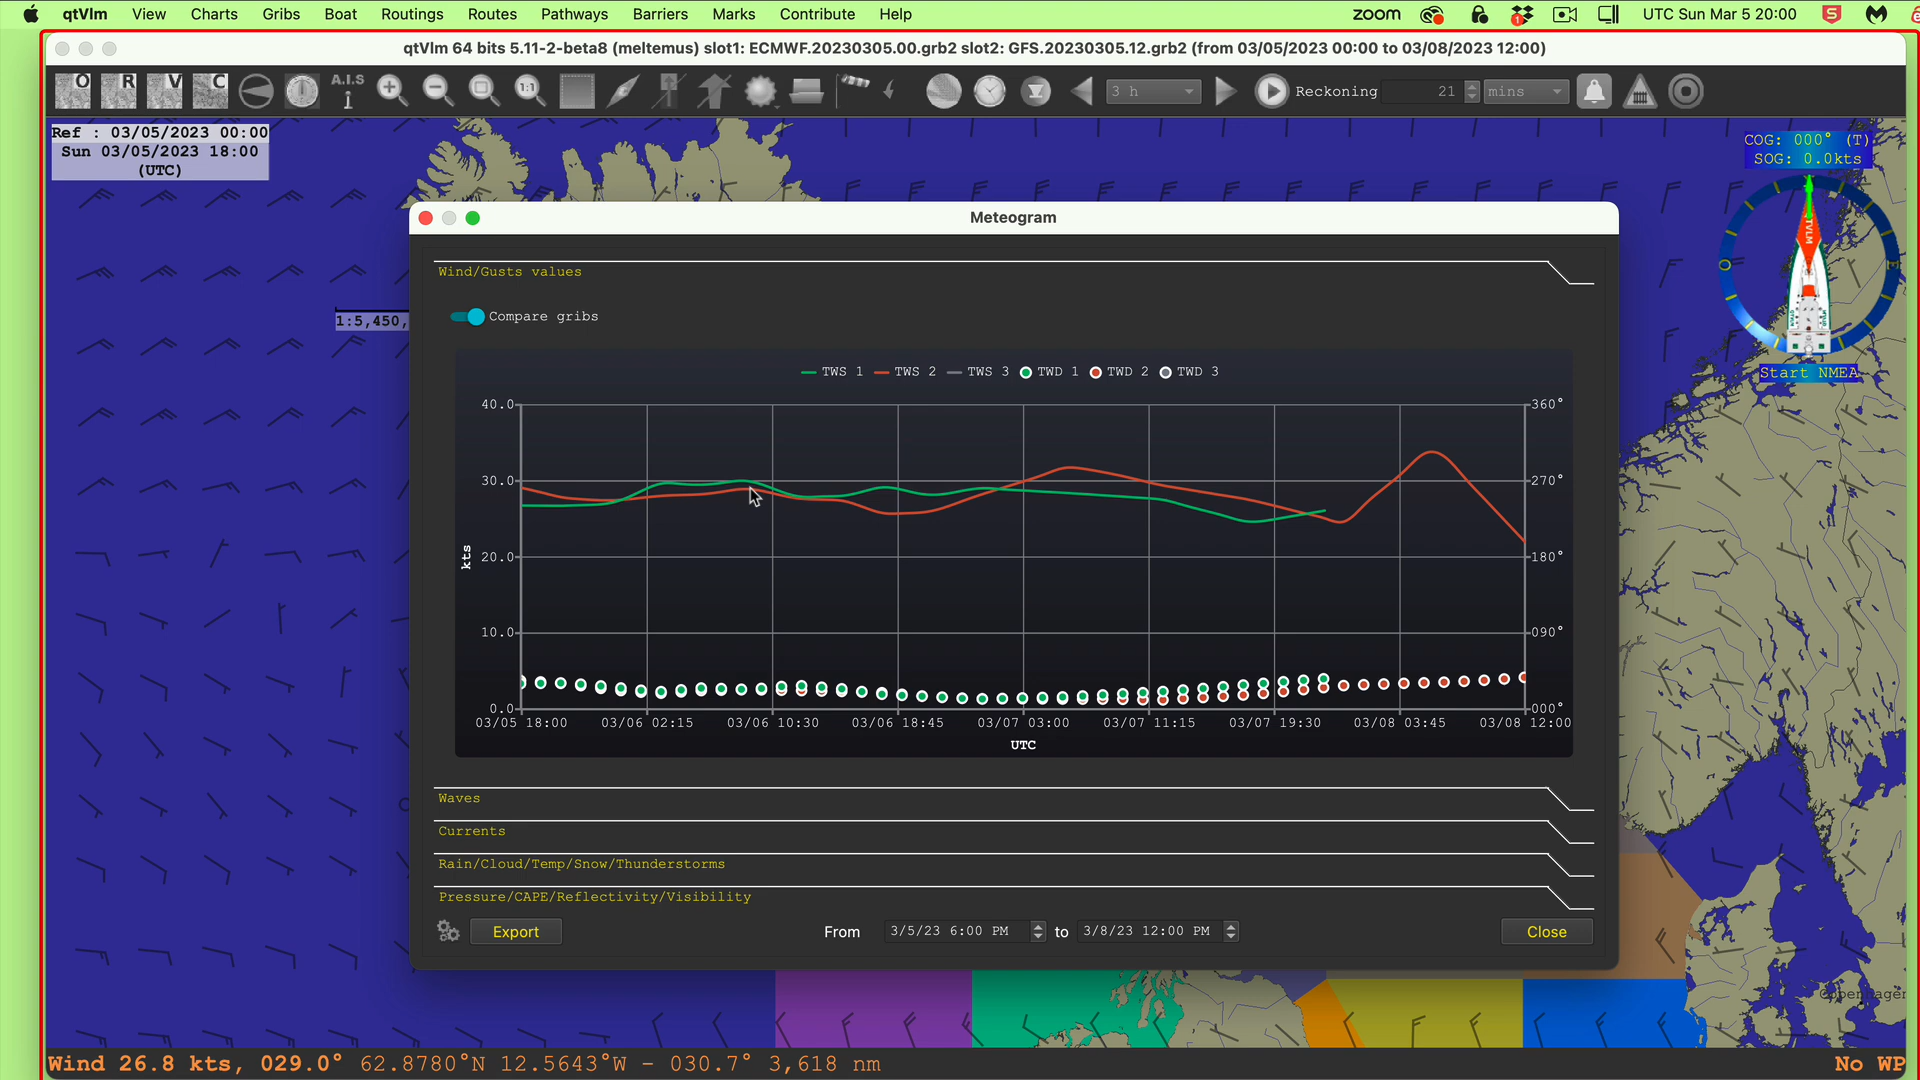 qtVlm View Charts Gribs Boat Routings Routes Pathways Barriers Marks Contribute Help zoom 1 UTC Sun Mar 5 20:00
qtVlm 64 bits 5.11-2-beta8 (meltemus) slot1: ECMWF.20230305.00.grb2 slot2: GFS.20230305.12.grb2 (from 03/05/2023 00:00 to 03/08/2023 12:00)
O R V C A.I.S 1:1 3 h Reckoning 21 mins
Ref : 03/05/2023 00:00
Sun 03/05/2023 18:00
(UTC)
COG: 000° (T)
SOG: 0.0kts
QTVLM
Start NMEA
1:5,450,
Meteogram
Wind/Gusts values
Compare gribs
TWS 1 TWS 2 TWS 3 TWD 1 TWD 2 TWD 3
40.0 360°
30.0 270°
kts
20.0 180°
10.0 090°
0.0 000°
03/05 18:00 03/06 02:15 03/06 10:30 03/06 18:45 03/07 03:00 03/07 11:15 03/07 19:30 03/08 03:45 03/08 12:00
UTC
Waves
Currents
Rain/Cloud/Temp/Snow/Thunderstorms
Pressure/CAPE/Reflectivity/Visibility
Export From 3/5/23 6:00 PM to 3/8/23 12:00 PM Close
Copenhagen
Wind 26.8 kts, 029.0° 62.8780°N 12.5643°W - 030.7° 3,618 nm No WP